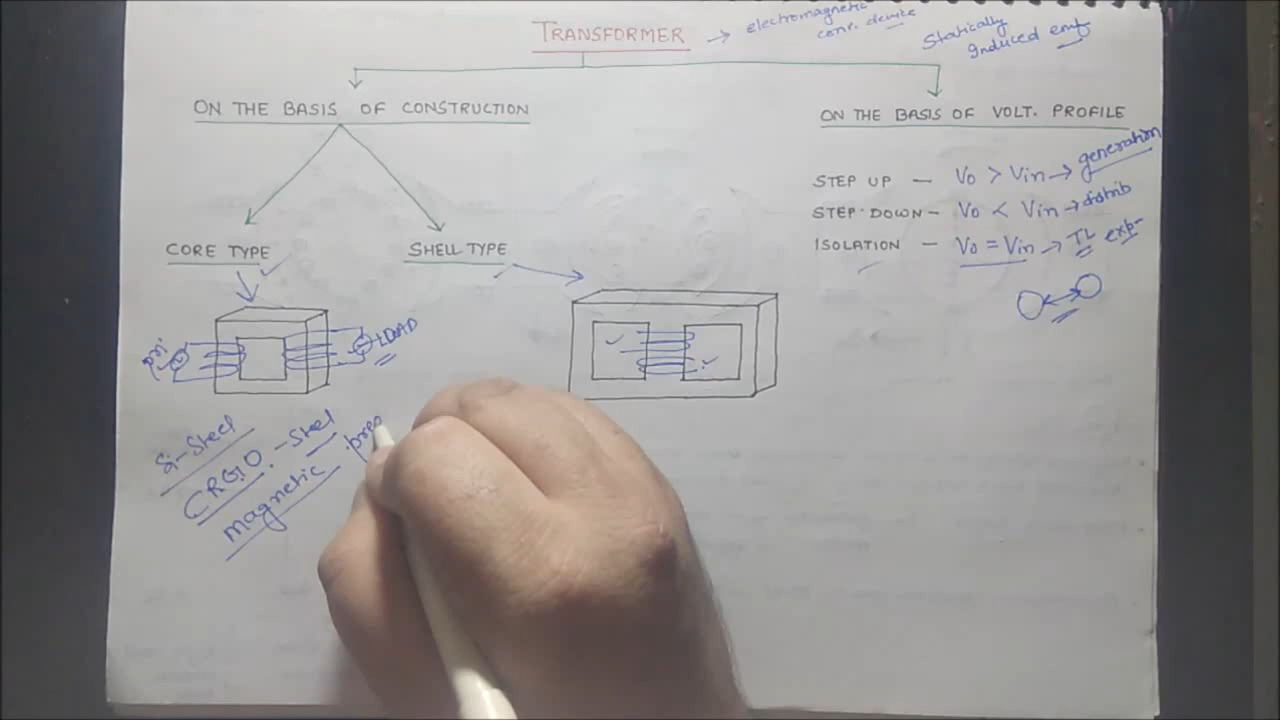 TRANSFORMER → electromagnetic
conv. device
Statically
Induced emf
ON THE BASIS OF CONSTRUCTION
ON THE BASIS OF VOLT. PROFILE
STEP UP — Vo > Vin → generation
STEP-DOWN - Vo < Vin → distrib
ISOLATION — Vo = Vin → TL exp-
CORE TYPE
SHELL TYPE
pri.
LOAD
Si-Steel
CRGO.-Steel
magnetic prop